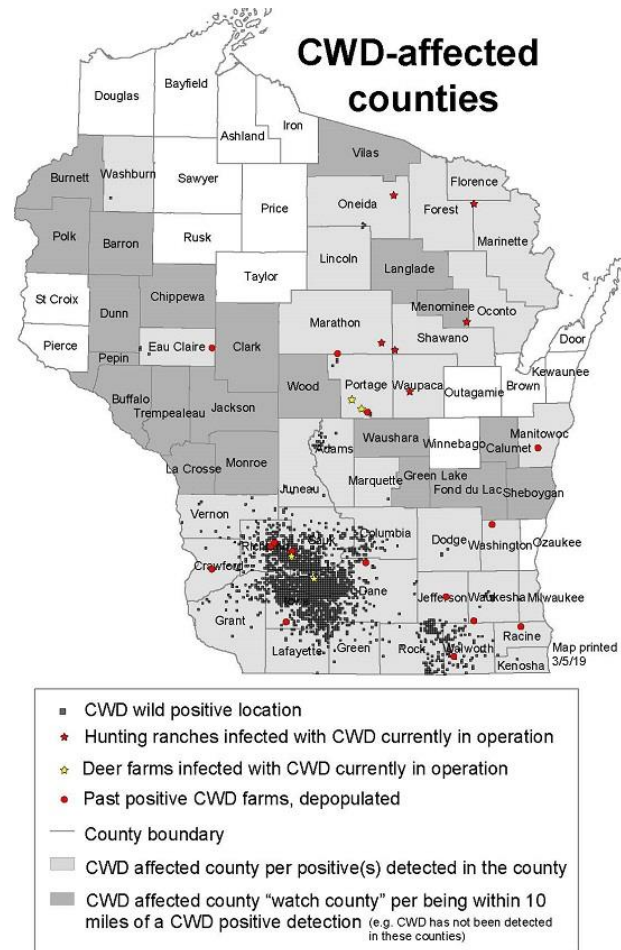 CWD-affected
counties
Douglas
Bayfield
Ashland
Iron
Vilas
Burnett
Washburn
Sawyer
Price
Oneida
Florence
Forest
Marinette
Polk
Barron
Rusk
Lincoln
Langlade
Taylor
St Croix
Dunn
Chippewa
Menominee
Oconto
Marathon
Shawano
Door
Pierce
Pepin
Eau Claire
Clark
Kewaunee
Buffalo
Trempealeau
Jackson
Wood
Portage
Waupaca
Outagamie
Brown
Manitowoc
Waushara
Winnebago
Calumet
Adams
La Crosse
Monroe
Juneau
Marquette
Green Lake
Fond du Lac
Sheboygan
Vernon
Sauk
Columbia
Dodge
Washington
Ozaukee
Crawford
Dane
Jefferson
Waukesha
Milwaukee
Grant
Lafayette
Green
Rock
Walworth
Racine
Kenosha
Map printed
3/5/19
CWD wild positive location
Hunting ranches infected with CWD currently in operation
Deer farms infected with CWD currently in operation
Past positive CWD farms, depopulated
County boundary
CWD affected county per positive(s) detected in the county
CWD affected county "watch county" per being within 10
miles of a CWD positive detection (e.g. CWD has not been detected
in these counties)